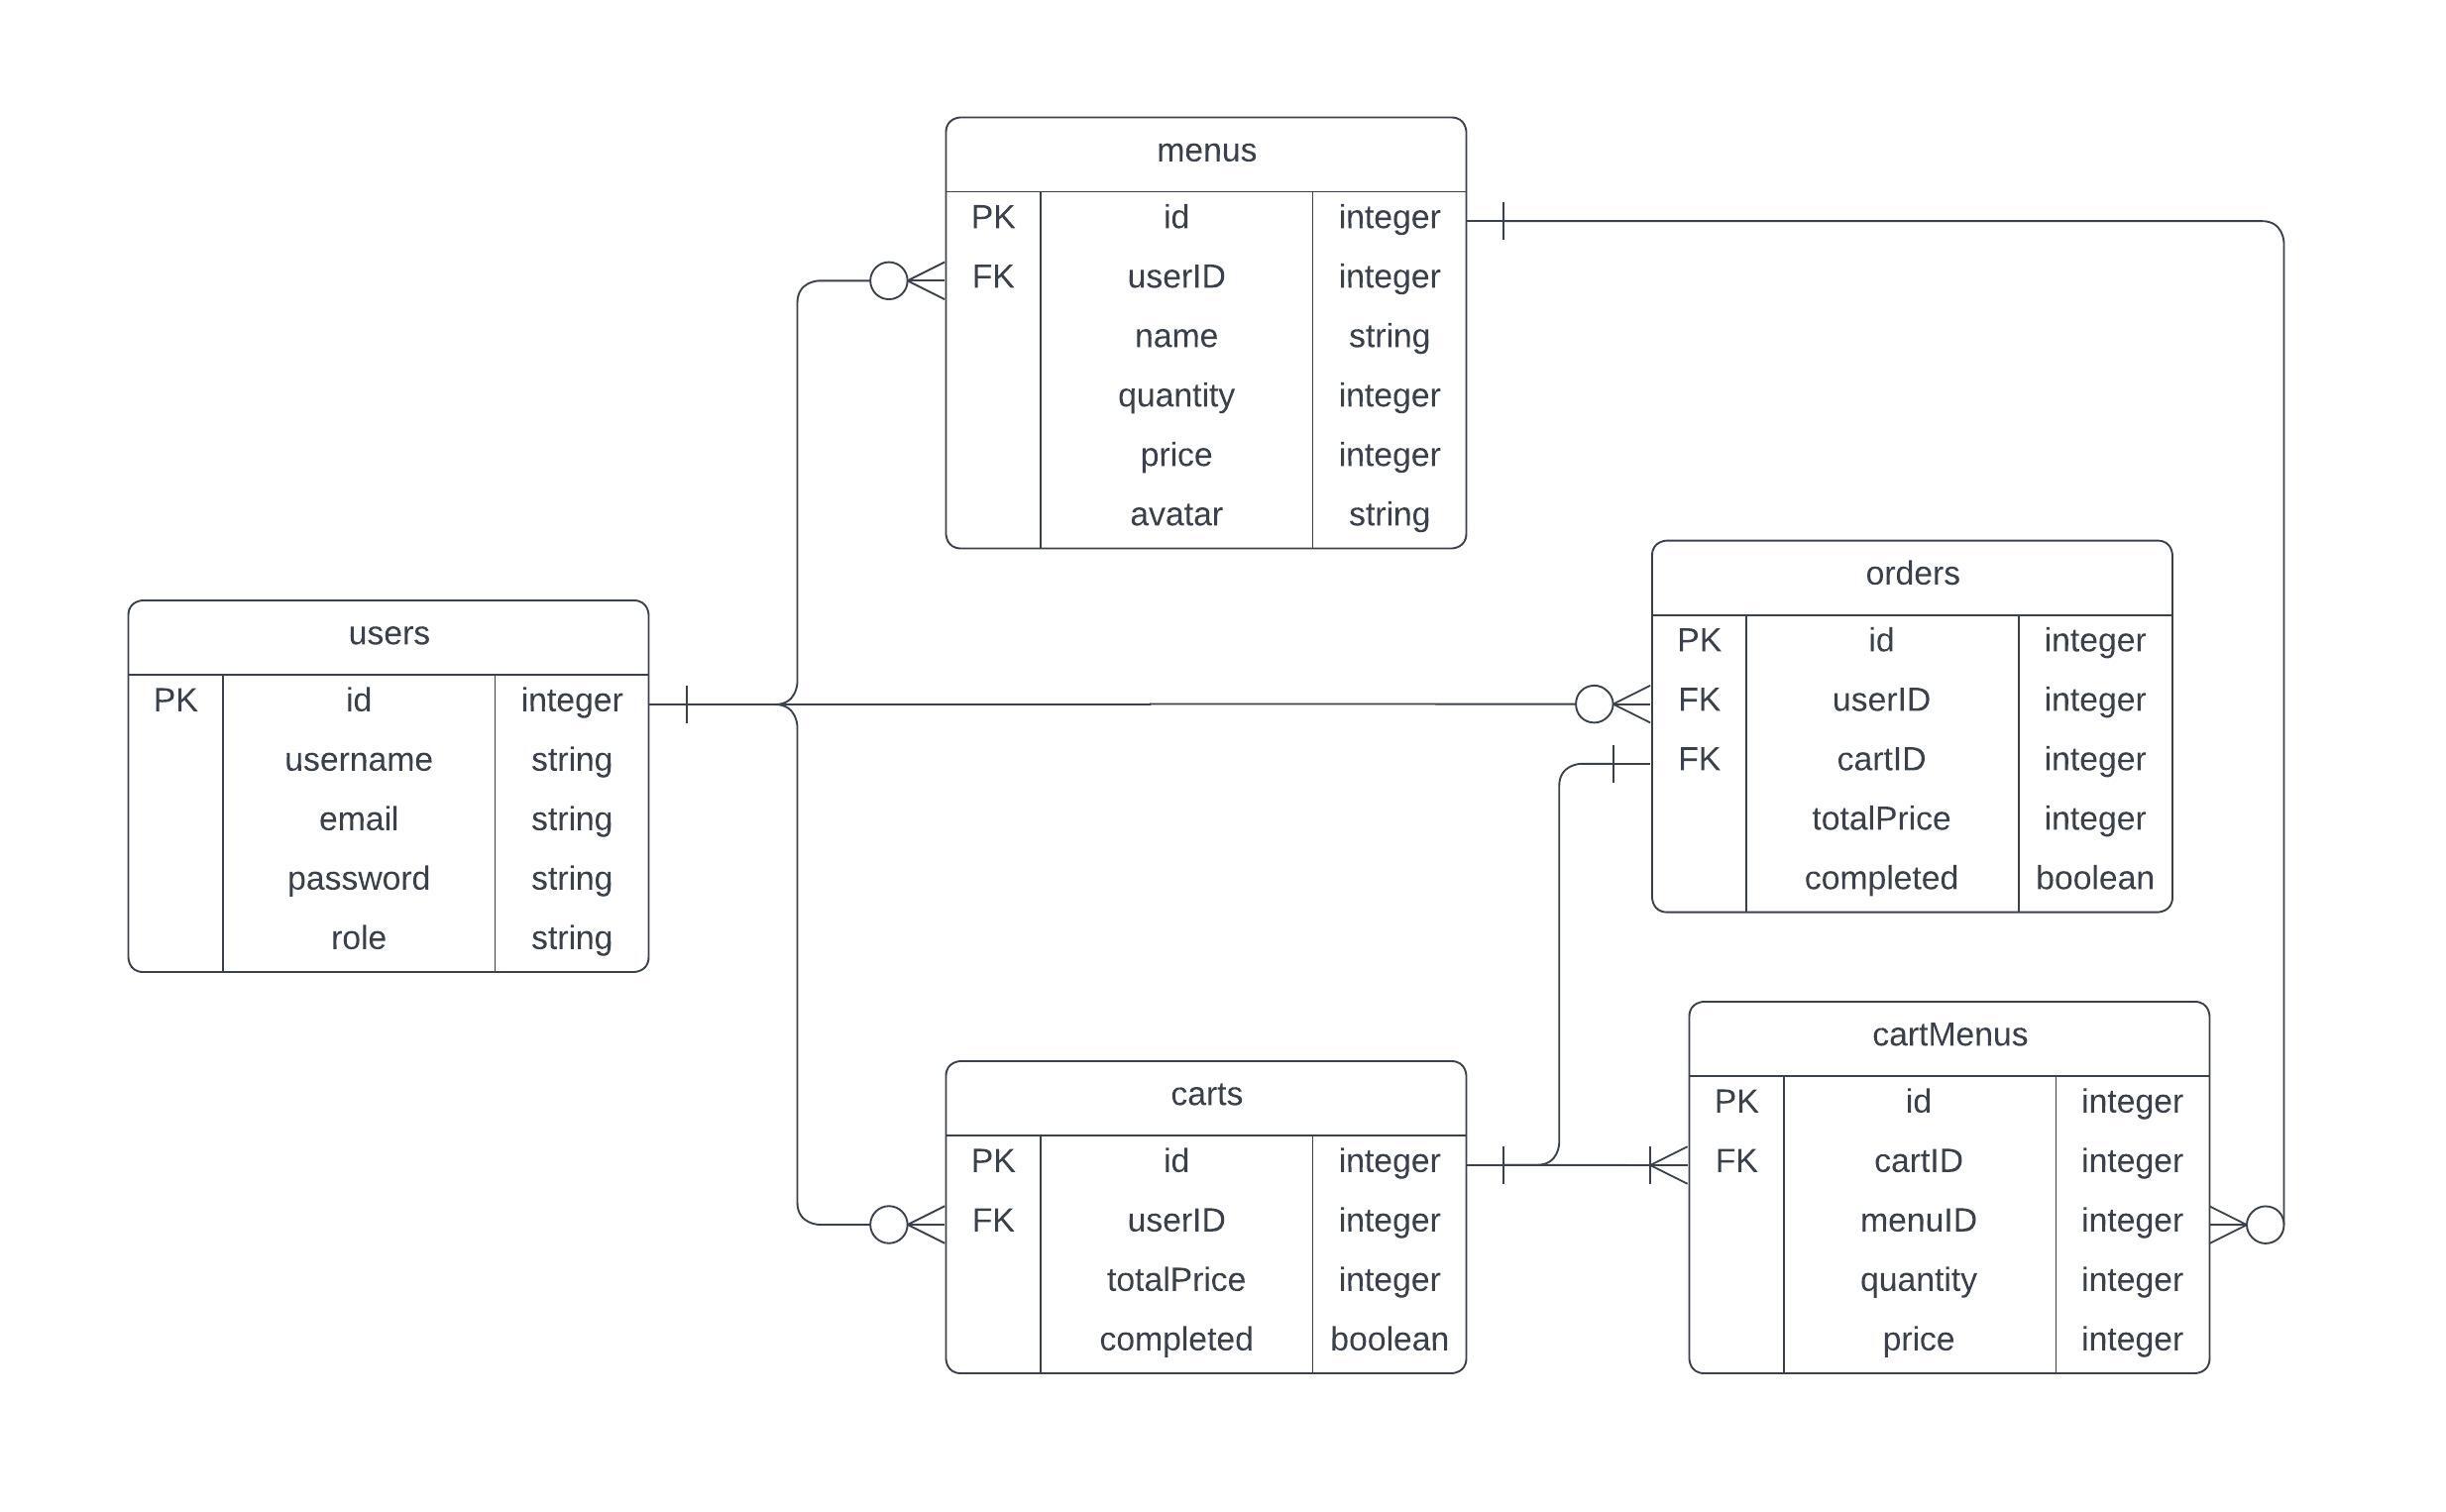 menus
PK id integer
FK userID integer
name string
quantity integer
price integer
avatar string
users
PK id integer
username string
email string
password string
role string
orders
PK id integer
FK userID integer
FK cartID integer
totalPrice integer
completed boolean
carts
PK id integer
FK userID integer
totalPrice integer
completed boolean
cartMenus
PK id integer
FK cartID integer
menuID integer
quantity integer
price integer